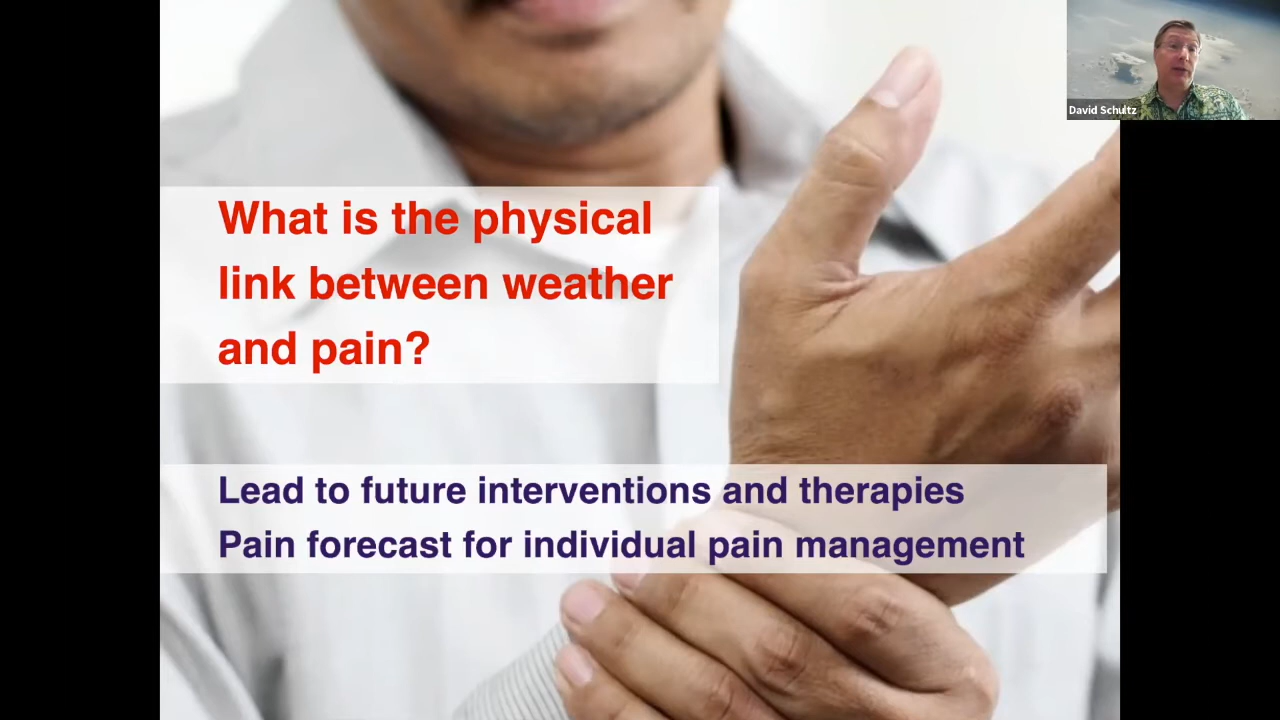 David Schultz
What is the physical
link between weather
and pain?
Lead to future interventions and therapies
Pain forecast for individual pain management